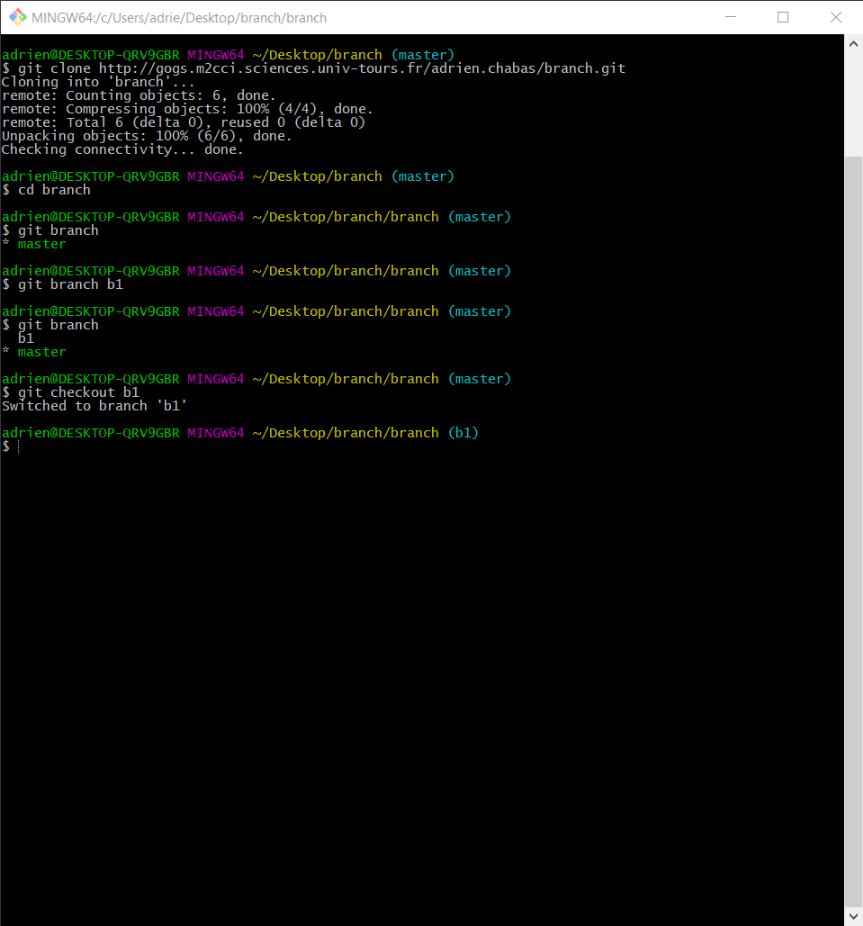 MINGW64:/c/Users/adrie/Desktop/branch/branch
adrien@DESKTOP-QRV9GBR MINGW64 ~/Desktop/branch (master)
$ git clone http://gogs.m2cci.sciences.univ-tours.fr/adrien.chabas/branch.git
Cloning into 'branch'...
remote: Counting objects: 6, done.
remote: Compressing objects: 100% (4/4), done.
remote: Total 6 (delta 0), reused 0 (delta 0)
Unpacking objects: 100% (6/6), done.
Checking connectivity... done.
adrien@DESKTOP-QRV9GBR MINGW64 ~/Desktop/branch (master)
$ cd branch
adrien@DESKTOP-QRV9GBR MINGW64 ~/Desktop/branch/branch (master)
$ git branch
* master
adrien@DESKTOP-QRV9GBR MINGW64 ~/Desktop/branch/branch (master)
$ git branch b1
adrien@DESKTOP-QRV9GBR MINGW64 ~/Desktop/branch/branch (master)
$ git branch
  b1
* master
adrien@DESKTOP-QRV9GBR MINGW64 ~/Desktop/branch/branch (master)
$ git checkout b1
Switched to branch 'b1'
adrien@DESKTOP-QRV9GBR MINGW64 ~/Desktop/branch/branch (b1)
$